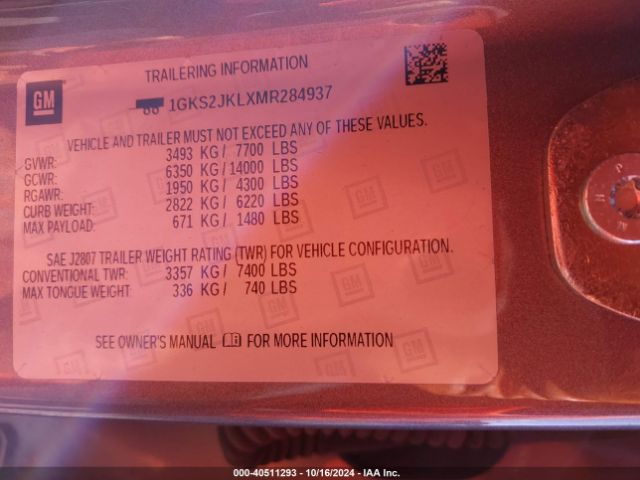 GM
TRAILERING INFORMATION
1GKS2JKLXMR284937
VEHICLE AND TRAILER MUST NOT EXCEED ANY OF THESE VALUES.
GVWR: 3493 KG/ 7700 LBS
GCWR: 6350 KG/14000 LBS
RGAWR: 1950 KG/ 4300 LBS
CURB WEIGHT: 2822 KG/ 6220 LBS
MAX PAYLOAD: 671 KG/ 1480 LBS
SAE J2807 TRAILER WEIGHT RATING (TWR) FOR VEHICLE CONFIGURATION.
CONVENTIONAL TWR: 3357 KG/ 7400 LBS
MAX TONGUE WEIGHT: 336 KG/ 740 LBS
SEE OWNER'S MANUAL FOR MORE INFORMATION
000-40511293 - 10/16/2024 - IAA Inc.